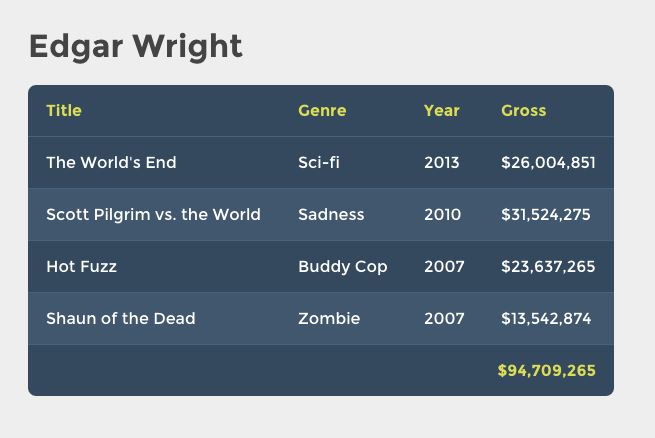 Edgar Wright
Title Genre Year Gross
The World's End Sci-fi 2013 $26,004,851
Scott Pilgrim vs. the World Sadness 2010 $31,524,275
Hot Fuzz Buddy Cop 2007 $23,637,265
Shaun of the Dead Zombie 2007 $13,542,874
$94,709,265